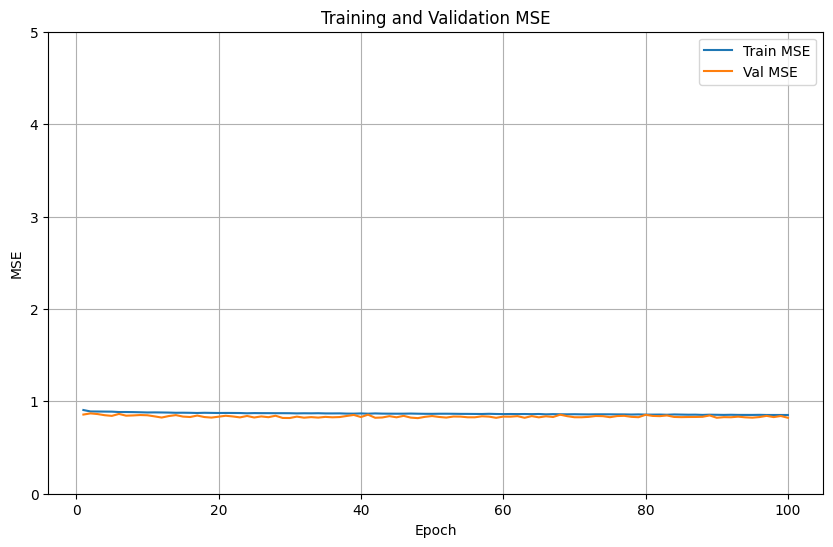 Training and Validation MSE
Train MSE
Val MSE
MSE
5
4
3
2
1
0
0 20 40 60 80 100
Epoch